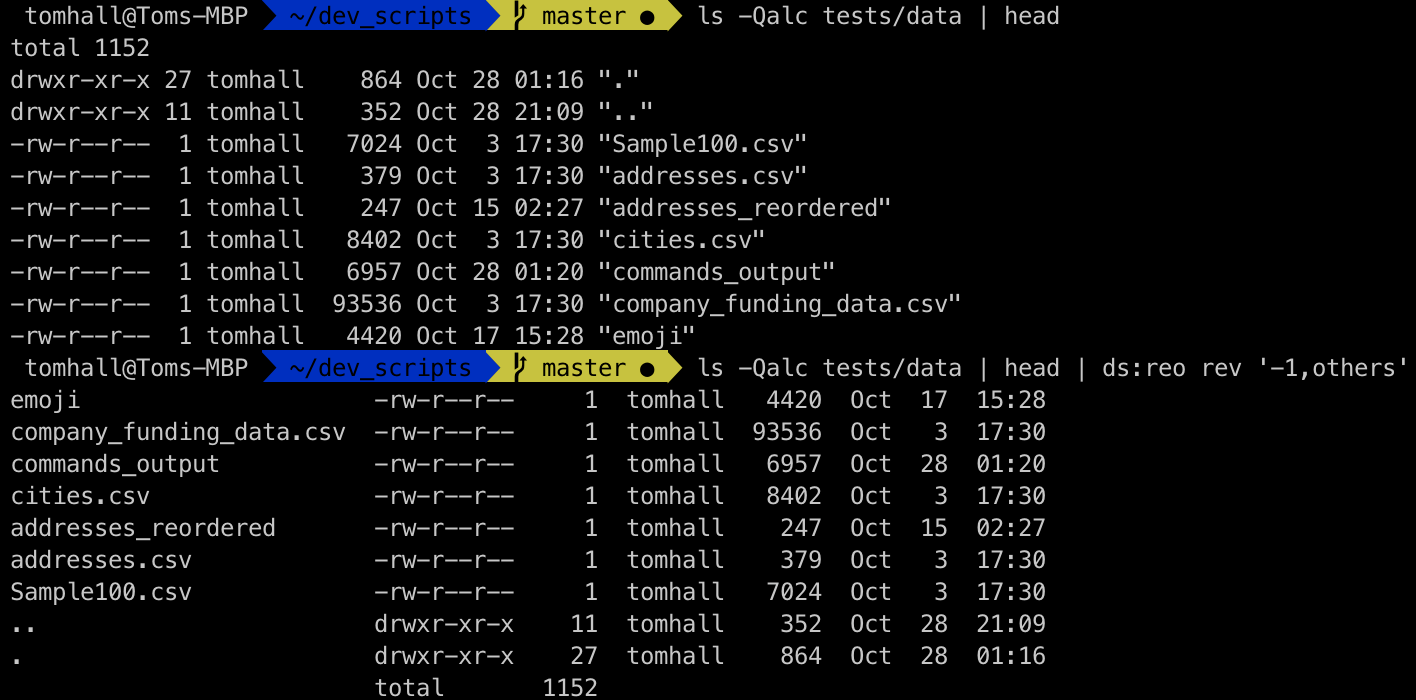 tomhall@Toms-MBP ~/dev_scripts master ● ls -Qalc tests/data | head
total 1152
drwxr-xr-x 27 tomhall    864 Oct 28 01:16 "."
drwxr-xr-x 11 tomhall    352 Oct 28 21:09 ".."
-rw-r--r--  1 tomhall   7024 Oct  3 17:30 "Sample100.csv"
-rw-r--r--  1 tomhall    379 Oct  3 17:30 "addresses.csv"
-rw-r--r--  1 tomhall    247 Oct 15 02:27 "addresses_reordered"
-rw-r--r--  1 tomhall   8402 Oct  3 17:30 "cities.csv"
-rw-r--r--  1 tomhall   6957 Oct 28 01:20 "commands_output"
-rw-r--r--  1 tomhall  93536 Oct  3 17:30 "company_funding_data.csv"
-rw-r--r--  1 tomhall   4420 Oct 17 15:28 "emoji"
tomhall@Toms-MBP ~/dev_scripts master ● ls -Qalc tests/data | head | ds:reo rev '-1,others'
emoji                     -rw-r--r--     1  tomhall   4420  Oct  17  15:28
company_funding_data.csv  -rw-r--r--     1  tomhall  93536  Oct   3  17:30
commands_output           -rw-r--r--     1  tomhall   6957  Oct  28  01:20
cities.csv                -rw-r--r--     1  tomhall   8402  Oct   3  17:30
addresses_reordered       -rw-r--r--     1  tomhall    247  Oct  15  02:27
addresses.csv             -rw-r--r--     1  tomhall    379  Oct   3  17:30
Sample100.csv             -rw-r--r--     1  tomhall   7024  Oct   3  17:30
..                        drwxr-xr-x    11  tomhall    352  Oct  28  21:09
.                         drwxr-xr-x    27  tomhall    864  Oct  28  01:16
                          total       1152